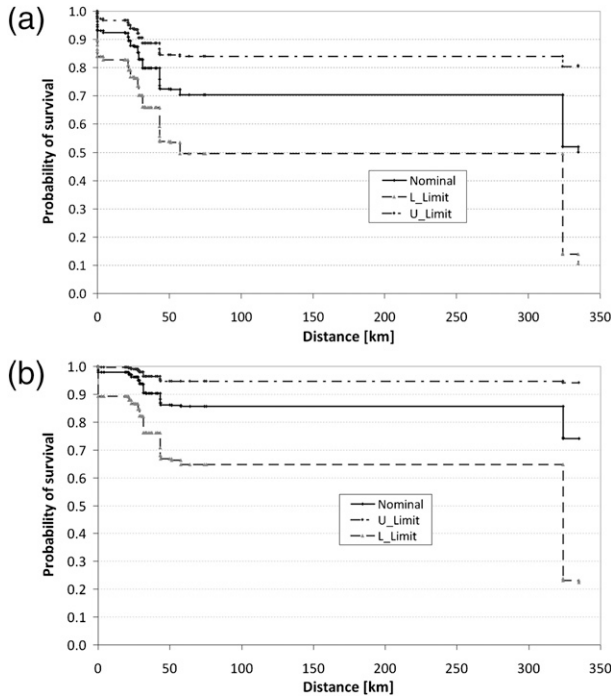 (a)
Probability of survival
1.0
0.9
0.8
0.7
0.6
0.5
0.4
0.3
0.2
0.1
0.0
Nominal
L_Limit
U_Limit
0 50 100 150 200 250 300 350
Distance [km]
(b)
Probability of survival
1.0
0.9
0.8
0.7
0.6
0.5
0.4
0.3
0.2
0.1
0.0
Nominal
U_Limit
L_Limit
0 50 100 150 200 250 300 350
Distance [km]